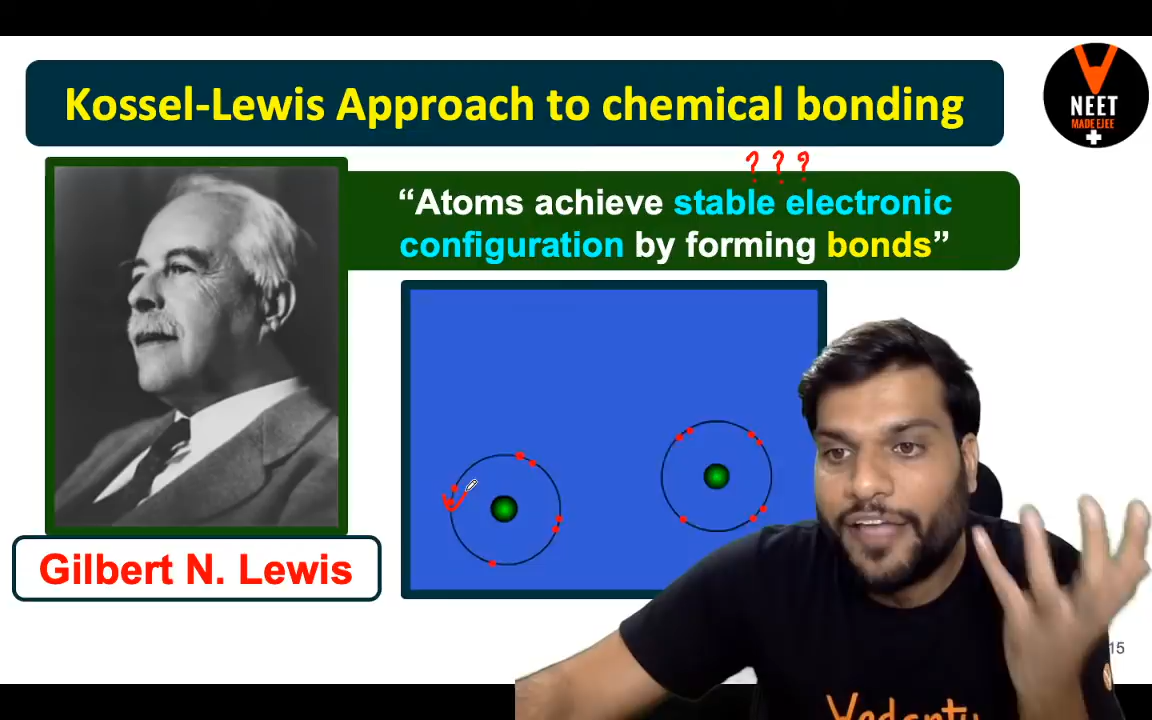 Kossel-Lewis Approach to chemical bonding
NEET
MADE EJEE
+
? ? ?
“Atoms achieve stable electronic
configuration by forming bonds”
Gilbert N. Lewis
15
Vedantu